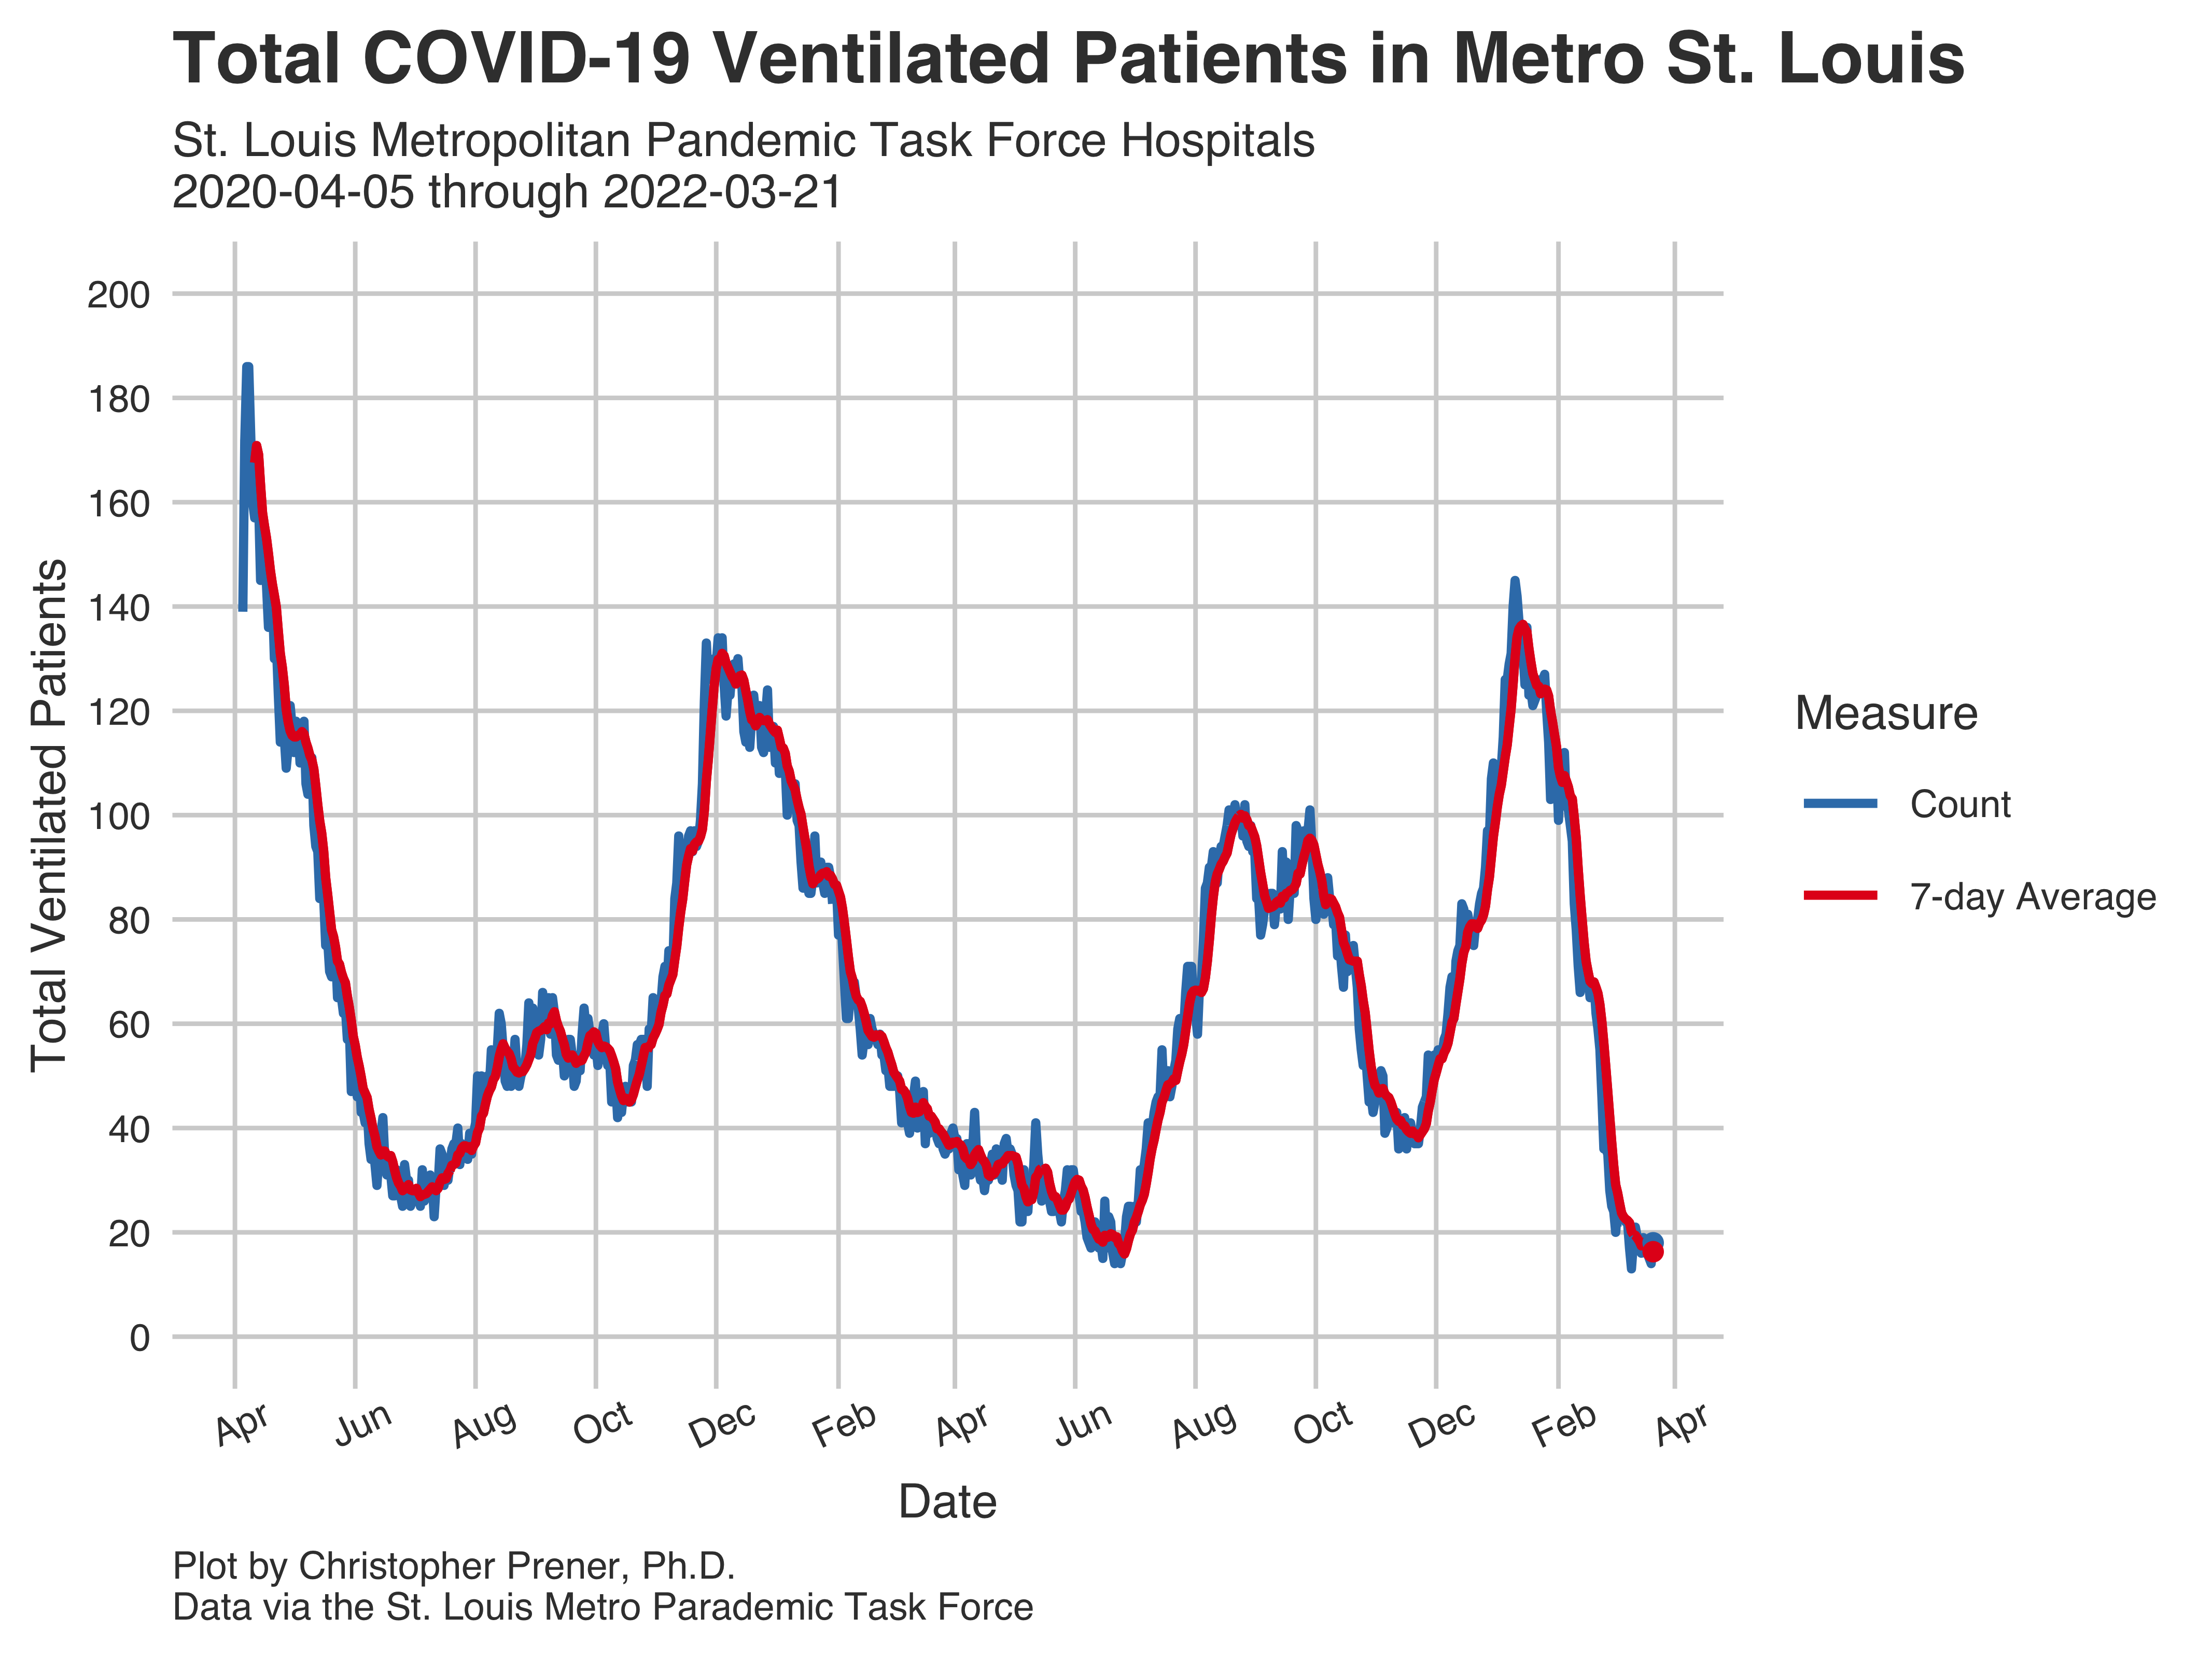 Total COVID-19 Ventilated Patients in Metro St. Louis
St. Louis Metropolitan Pandemic Task Force Hospitals
2020-04-05 through 2022-03-21
Total Ventilated Patients
200
180
160
140
120
100
80
60
40
20
0
Apr
Jun
Aug
Oct
Dec
Feb
Apr
Jun
Aug
Oct
Dec
Feb
Apr
Date
Measure
Count
7-day Average
Plot by Christopher Prener, Ph.D.
Data via the St. Louis Metro Parademic Task Force